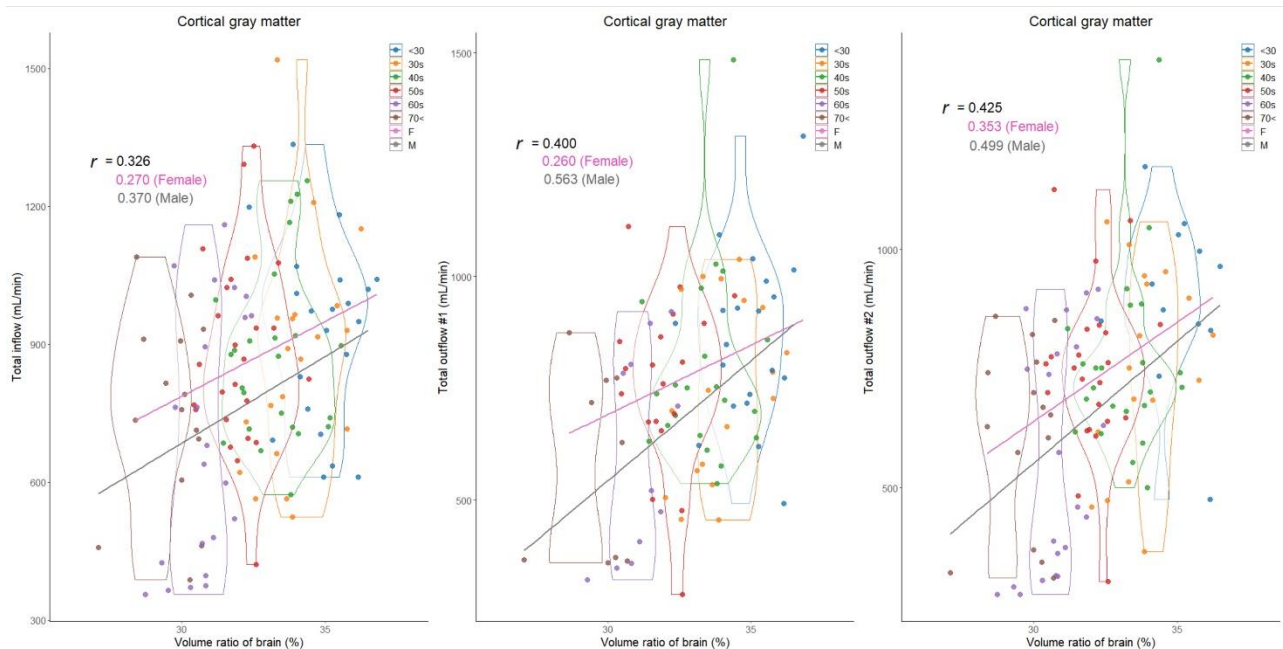 Cortical gray matter
Total inflow (mL/min)
1500
1200
900
600
300
r = 0.326
0.270 (Female)
0.370 (Male)
<30
30s
40s
50s
60s
70<
F
M
30
35
Volume ratio of brain (%)
Cortical gray matter
Total outflow #1 (mL/min)
1500
1000
500
r = 0.400
0.260 (Female)
0.563 (Male)
<30
30s
40s
50s
60s
70<
F
M
30
35
Volume ratio of brain (%)
Cortical gray matter
Total outflow #2 (mL/min)
1000
500
r = 0.425
0.353 (Female)
0.499 (Male)
<30
30s
40s
50s
60s
70<
F
M
30
35
Volume ratio of brain (%)